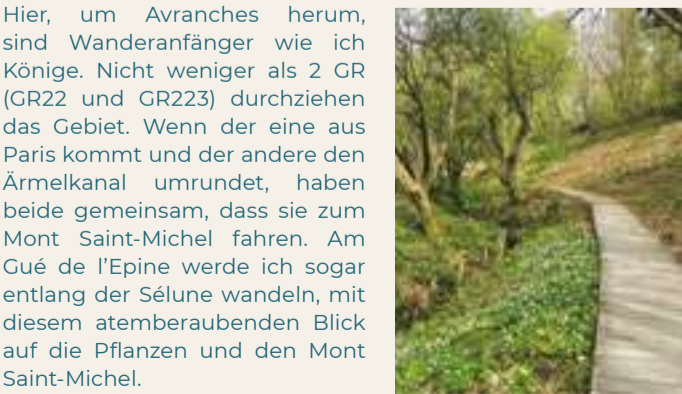 Hier, um Avranches herum,
sind Wanderanfänger wie ich
Könige. Nicht weniger als 2 GR
(GR22 und GR223) durchziehen
das Gebiet. Wenn der eine aus
Paris kommt und der andere den
Ärmelkanal umrundet, haben
beide gemeinsam, dass sie zum
Mont Saint-Michel fahren. Am
Gué de l’Epine werde ich sogar
entlang der Sélune wandeln, mit
diesem atemberaubenden Blick
auf die Pflanzen und den Mont
Saint-Michel.